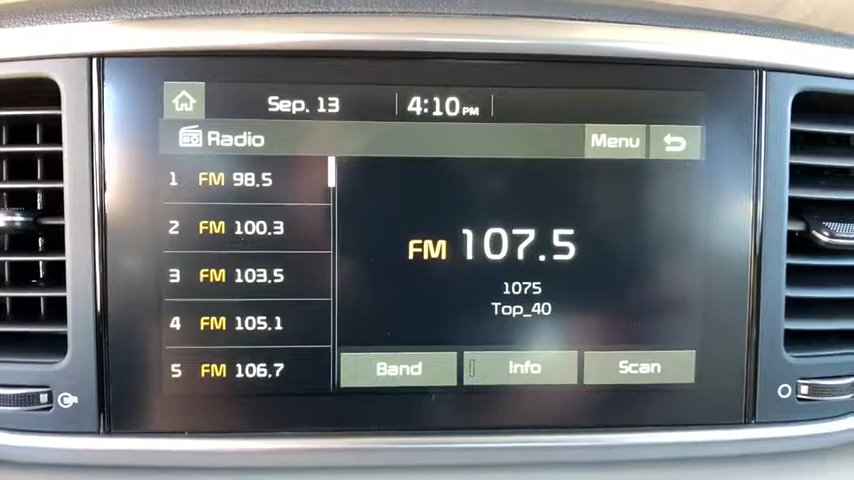 Sep. 13 4:10 PM
Radio Menu
1 FM 98.5
2 FM 100.3
3 FM 103.5
4 FM 105.1
5 FM 106.7
FM 107.5
1075
Top_40
Band Info Scan